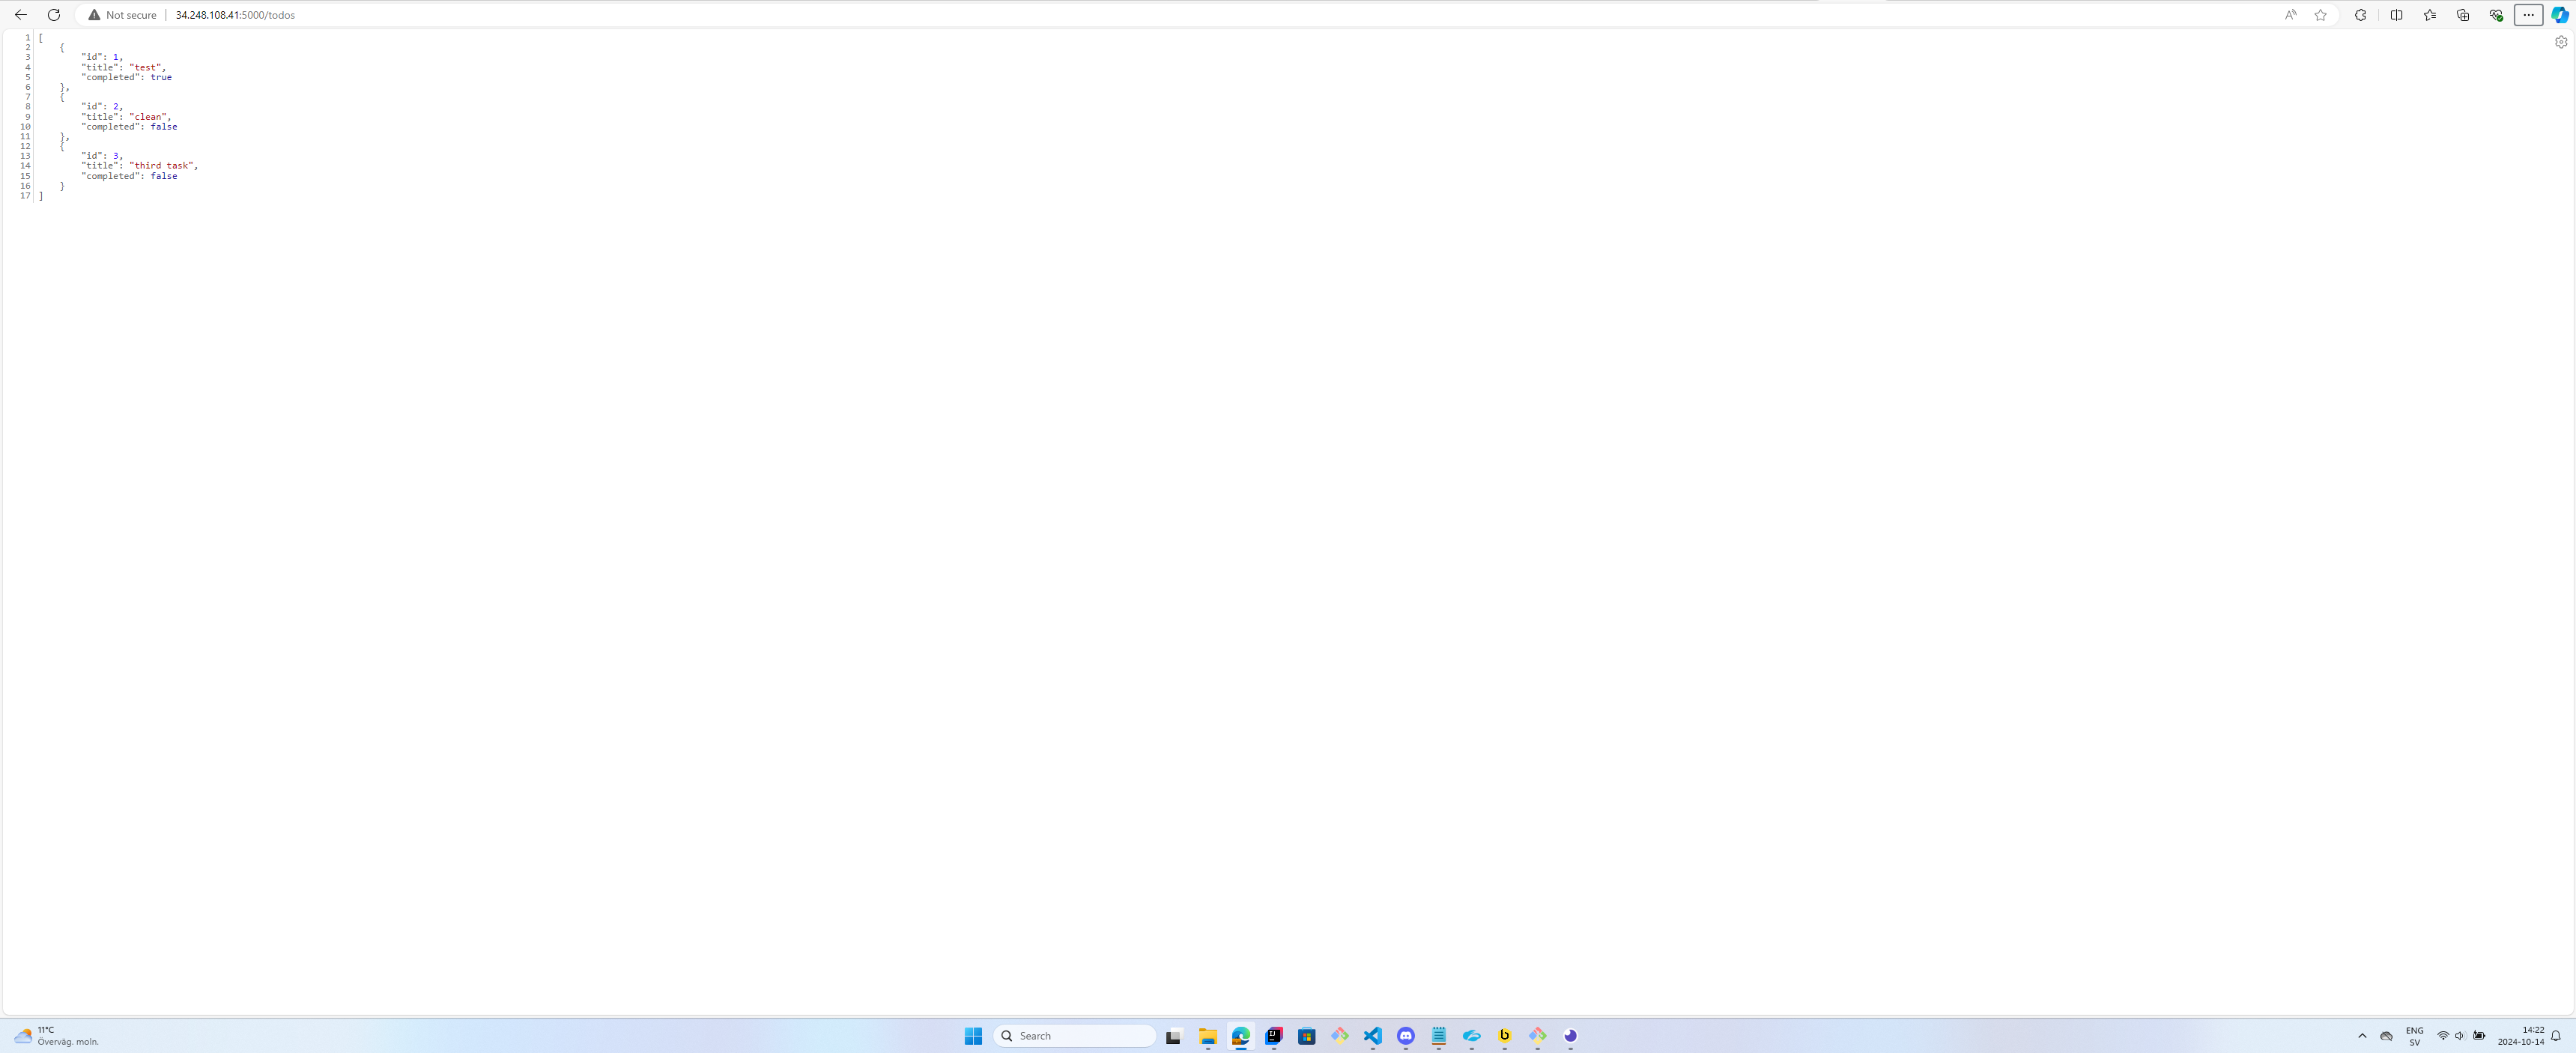 Not secure 34.248.108.41:5000/todos
1 [
2 {
3 "id": 1,
4 "title": "test",
5 "completed": true
6 },
7 {
8 "id": 2,
9 "title": "clean",
10 "completed": false
11 },
12 {
13 "id": 3,
14 "title": "third task",
15 "completed": false
16 }
17 ]
11°C
Överväg. moln.
Search
ENG
SV
14:22
2024-10-14